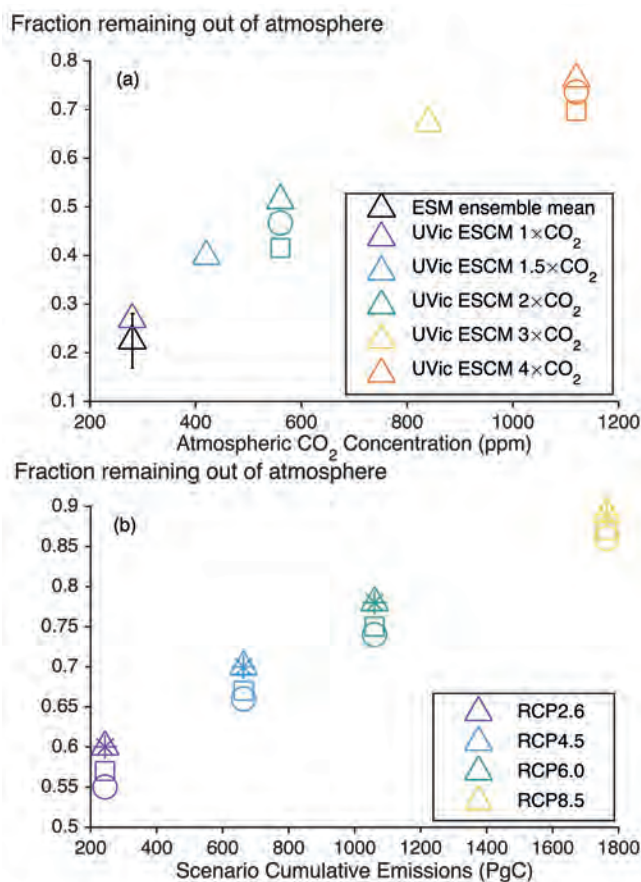 Fraction remaining out of atmosphere
0.8
(a)
0.7
0.6
0.5
0.4
0.3
0.2
0.1
ESM ensemble mean
UVic ESCM 1×CO2
UVic ESCM 1.5×CO2
UVic ESCM 2×CO2
UVic ESCM 3×CO2
UVic ESCM 4×CO2
200 400 600 800 1000 1200
Atmospheric CO2 Concentration (ppm)
Fraction remaining out of atmosphere
0.9
(b)
0.85
0.8
0.75
0.7
0.65
0.6
0.55
0.5
RCP2.6
RCP4.5
RCP6.0
RCP8.5
200 400 600 800 1000 1200 1400 1600 1800
Scenario Cumulative Emissions (PgC)